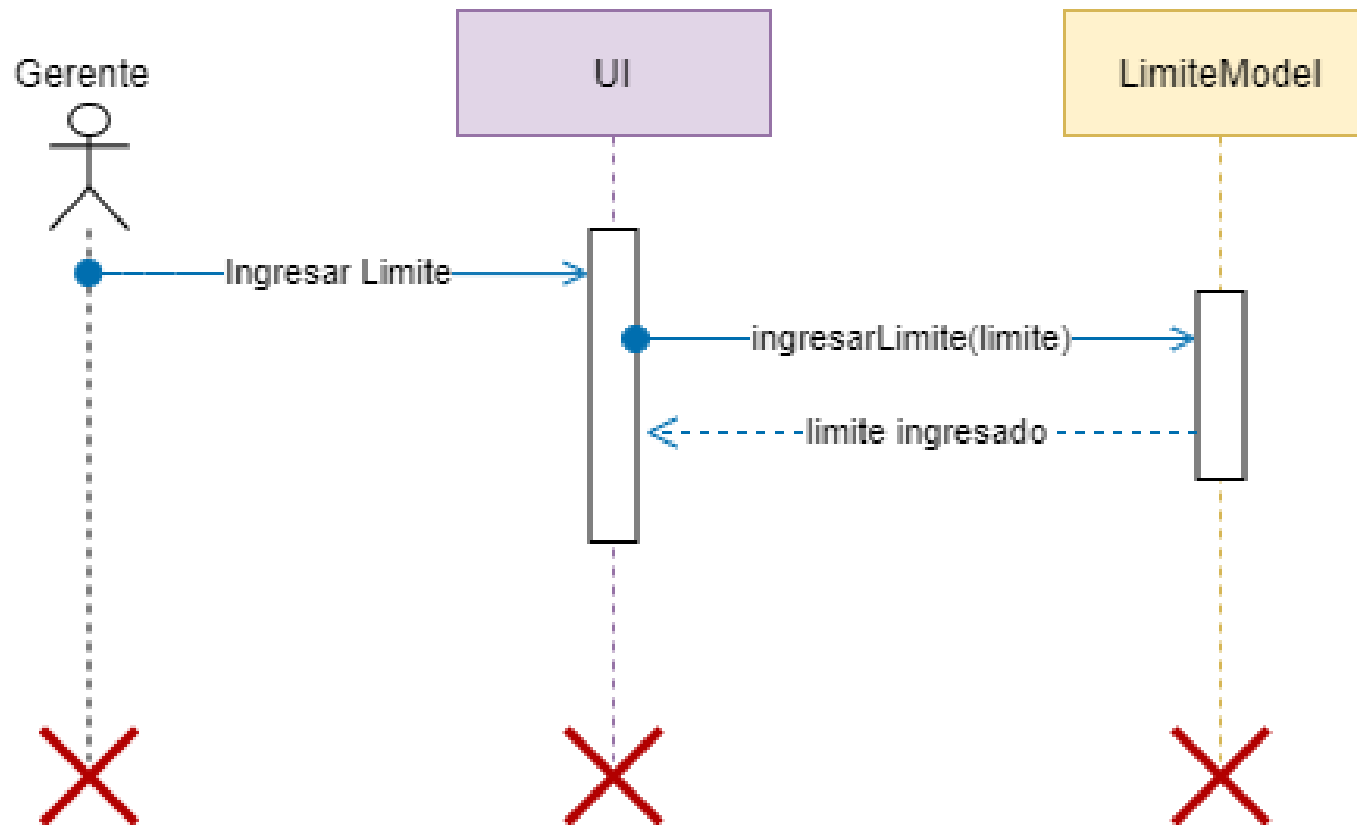 Gerente
UI
LimiteModel
Ingresar Limite
ingresarLimite(limite)
limite ingresado